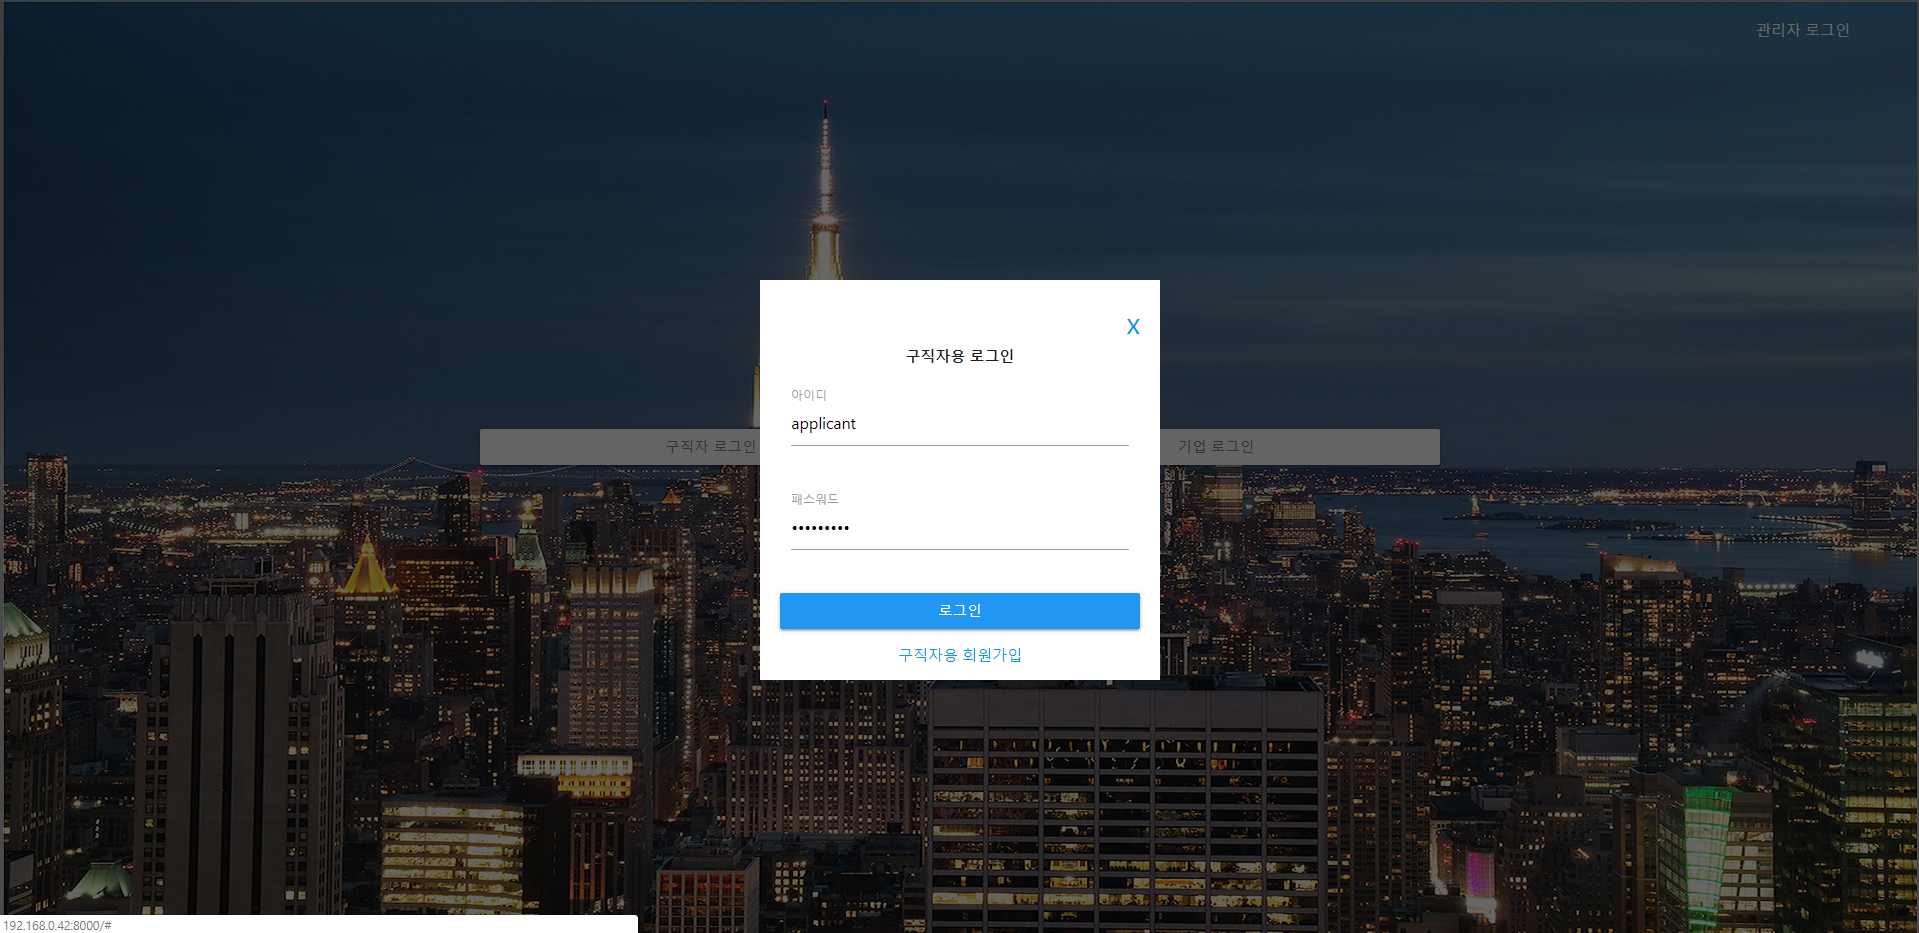 관리자 로그인
X
구직자용 로그인
아이디
applicant
구직자 로그인
기업 로그인
패스워드
•••••••••
로그인
구직자용 회원가입
192.168.0.42:8000/#